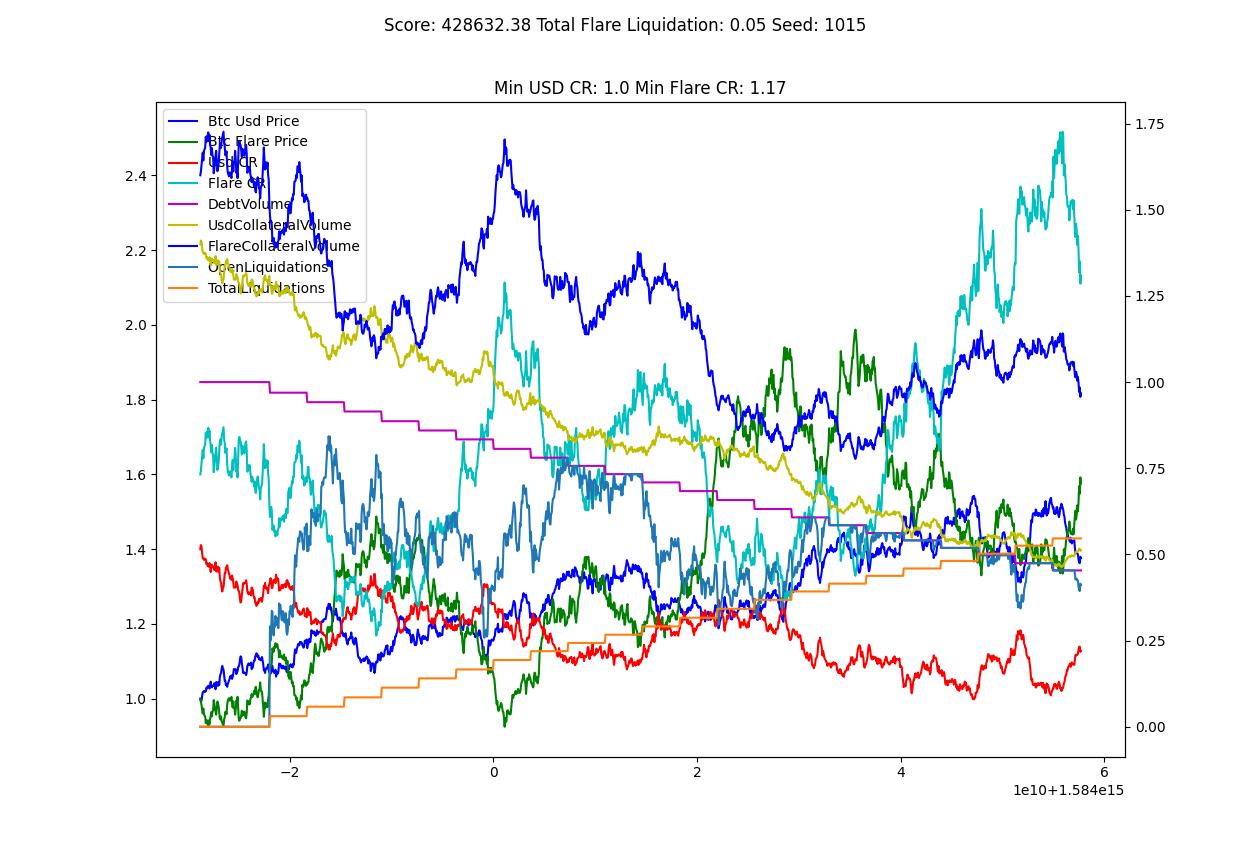 Score: 428632.38 Total Flare Liquidation: 0.05 Seed: 1015
Min USD CR: 1.0 Min Flare CR: 1.17
Btc Usd Price
Btc Flare Price
Usd CR
Flare CR
DebtVolume
UsdCollateralVolume
FlareCollateralVolume
OpenLiquidations
TotalLiquidations
2.4
2.2
2.0
1.8
1.6
1.4
1.2
1.0
1.75
1.50
1.25
1.00
0.75
0.50
0.25
0.00
−2
0
2
4
6
1e10+1.584e15